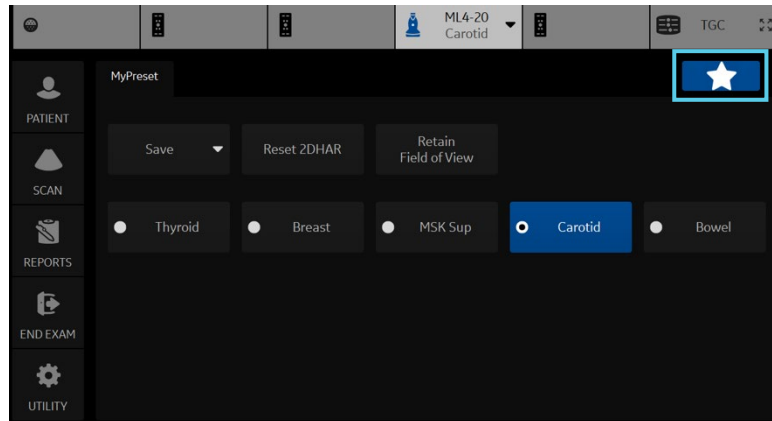 ML4-20
Carotid
TGC
MyPreset
PATIENT
Save
Reset 2DHAR
Retain
Field of View
SCAN
Thyroid
Breast
MSK Sup
Carotid
Bowel
REPORTS
END EXAM
UTILITY